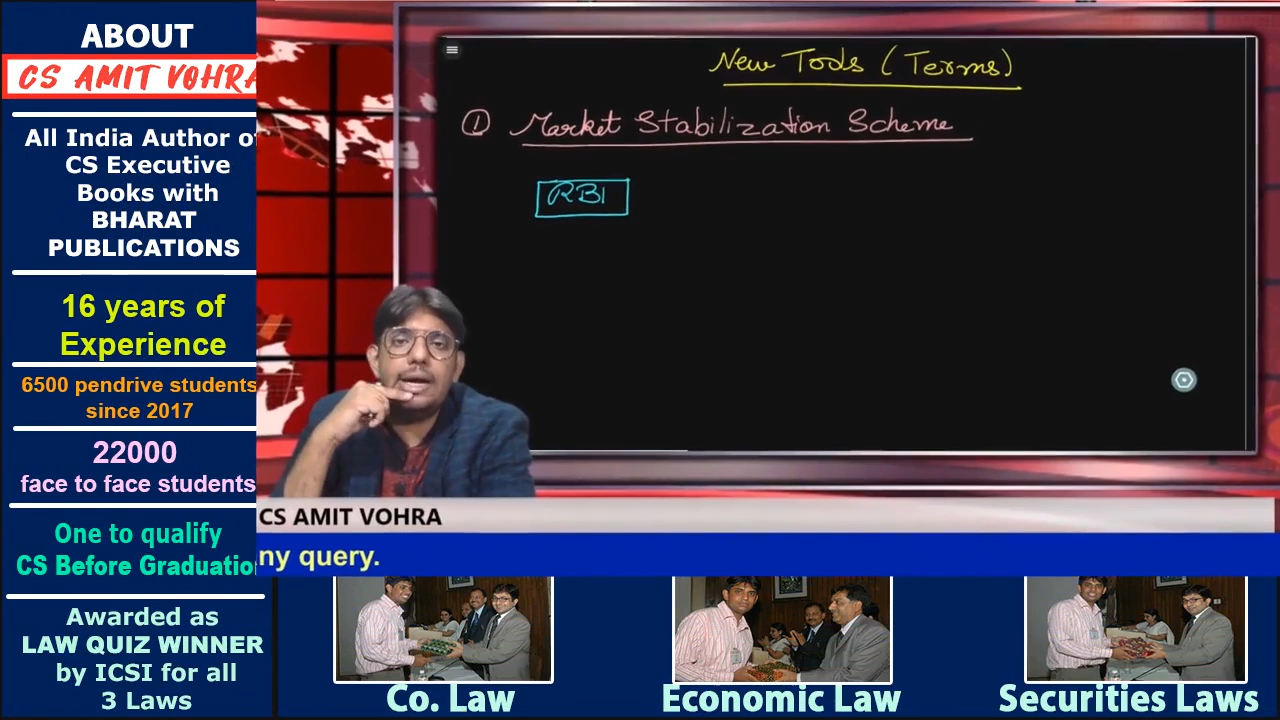 ABOUT
CS AMIT VOHRA
All India Author of
CS Executive
Books with
BHARAT
PUBLICATIONS
16 years of
Experience
6500 pendrive students
since 2017
22000
face to face students
One to qualify
CS Before Graduation
Awarded as
LAW QUIZ WINNER
by ICSI for all
3 Laws
New Tools (Terms)
① Market Stabilization Scheme
RBI
CS AMIT VOHRA
ny query.
Co. Law
Economic Law
Securities Laws